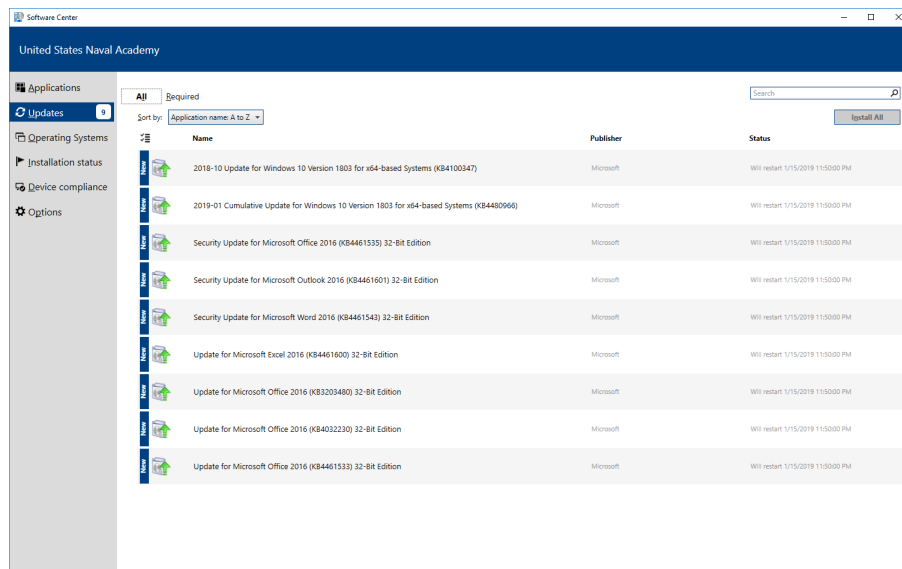 Software Center
United States Naval Academy
Applications
Updates 9
Operating Systems
Installation status
Device compliance
Options
All Required
Search
Sort by: Application name: A to Z
Install All
Name Publisher Status
New 2018-10 Update for Windows 10 Version 1803 for x64-based Systems (KB4100347) Microsoft Will restart 1/15/2019 11:50:00 PM
New 2019-01 Cumulative Update for Windows 10 Version 1803 for x64-based Systems (KB4480966) Microsoft Will restart 1/15/2019 11:50:00 PM
New Security Update for Microsoft Office 2016 (KB4461535) 32-Bit Edition Microsoft Will restart 1/15/2019 11:50:00 PM
New Security Update for Microsoft Outlook 2016 (KB4461601) 32-Bit Edition Microsoft Will restart 1/15/2019 11:50:00 PM
New Security Update for Microsoft Word 2016 (KB4461543) 32-Bit Edition Microsoft Will restart 1/15/2019 11:50:00 PM
New Update for Microsoft Excel 2016 (KB4461600) 32-Bit Edition Microsoft Will restart 1/15/2019 11:50:00 PM
New Update for Microsoft Office 2016 (KB3203480) 32-Bit Edition Microsoft Will restart 1/15/2019 11:50:00 PM
New Update for Microsoft Office 2016 (KB4032230) 32-Bit Edition Microsoft Will restart 1/15/2019 11:50:00 PM
New Update for Microsoft Office 2016 (KB4461533) 32-Bit Edition Microsoft Will restart 1/15/2019 11:50:00 PM